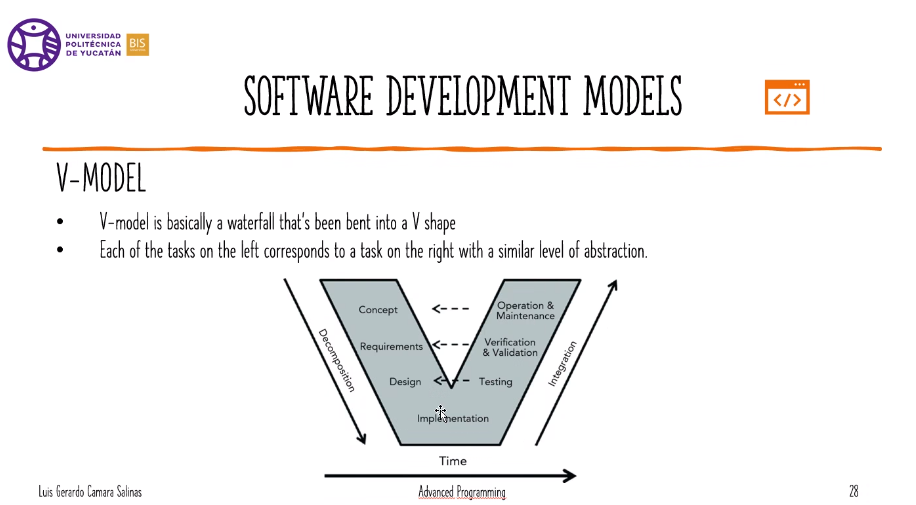 UNIVERSIDAD
POLITÉCNICA
DE YUCATÁN
BIS
SOFTWARE DEVELOPMENT MODELS
</>
V-MODEL
• V-model is basically a waterfall that's been bent into a V shape
• Each of the tasks on the left corresponds to a task on the right with a similar level of abstraction.
Decomposition
Concept
Operation &
Maintenance
Requirements
Verification
& Validation
Design
Testing
Implementation
Integration
Time
Luis Gerardo Camara Salinas
Advanced Programming
28